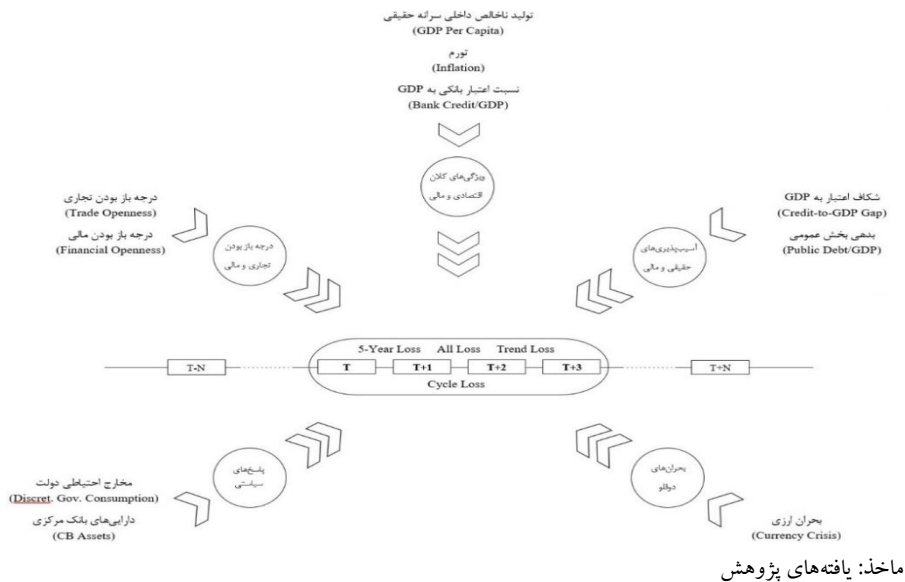 تولید ناخالص داخلی سرانه حقیقی
(GDP Per Capita)
تورم
(Inflation)
نسبت اعتبار بانکی به GDP
(Bank Credit/GDP)
ویژگی‌های کلان
اقتصادی و مالی
شکاف اعتبار به GDP
(Credit-to-GDP Gap)
بدهی بخش عمومی
(Public Debt/GDP)
آسیب‌پذیری‌های
حقیقی و مالی
درجه باز بودن تجاری
(Trade Openness)
درجه باز بودن مالی
(Financial Openness)
درجه باز بودن
تجاری و مالی
5-Year Loss All Loss Trend Loss
T-N T T+1 T+2 T+3 T+N
Cycle Loss
پاسخ‌های
سیاستی
مخارج احتیاطی دولت
(Discret. Gov. Consumption)
دارایی‌های بانک مرکزی
(CB Assets)
بحران‌های
دوقلو
بحران ارزی
(Currency Crisis)
ماخذ: یافته‌های پژوهش